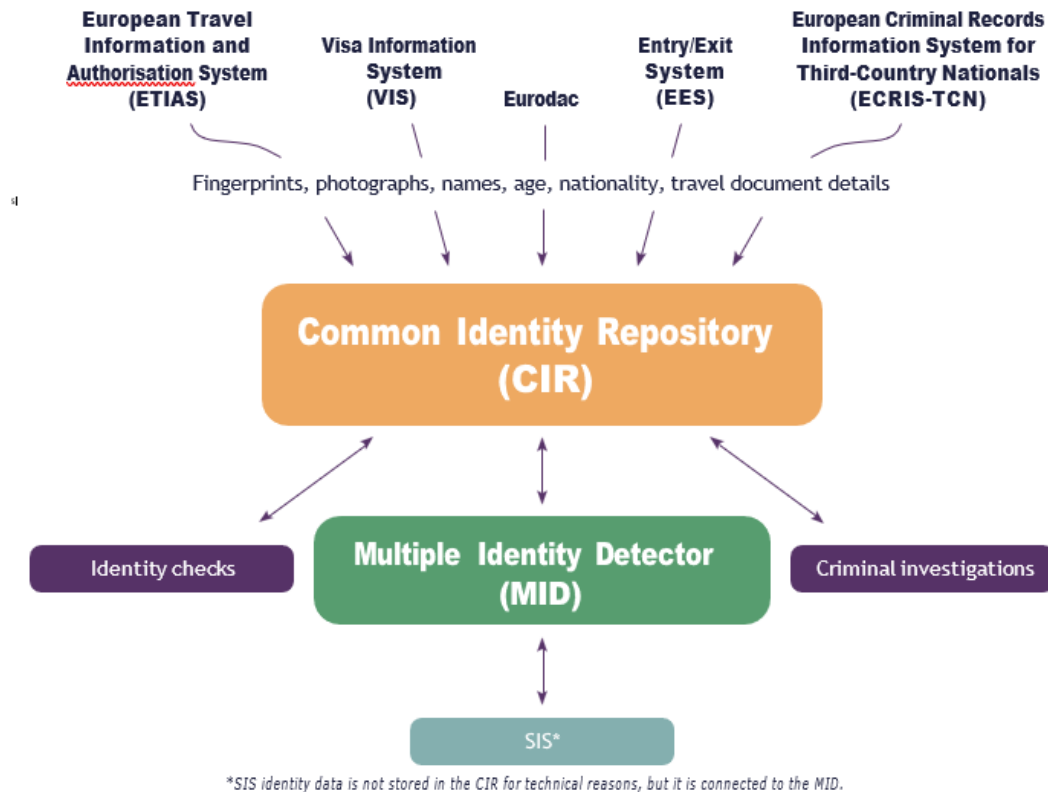 European Travel
Information and
Authorisation System
(ETIAS)
Visa Information
System
(VIS)
Eurodac
Entry/Exit
System
(EES)
European Criminal Records
Information System for
Third-Country Nationals
(ECRIS-TCN)
Fingerprints, photographs, names, age, nationality, travel document details
Common Identity Repository
(CIR)
Identity checks
Multiple Identity Detector
(MID)
Criminal investigations
SIS*
*SIS identity data is not stored in the CIR for technical reasons, but it is connected to the MID.